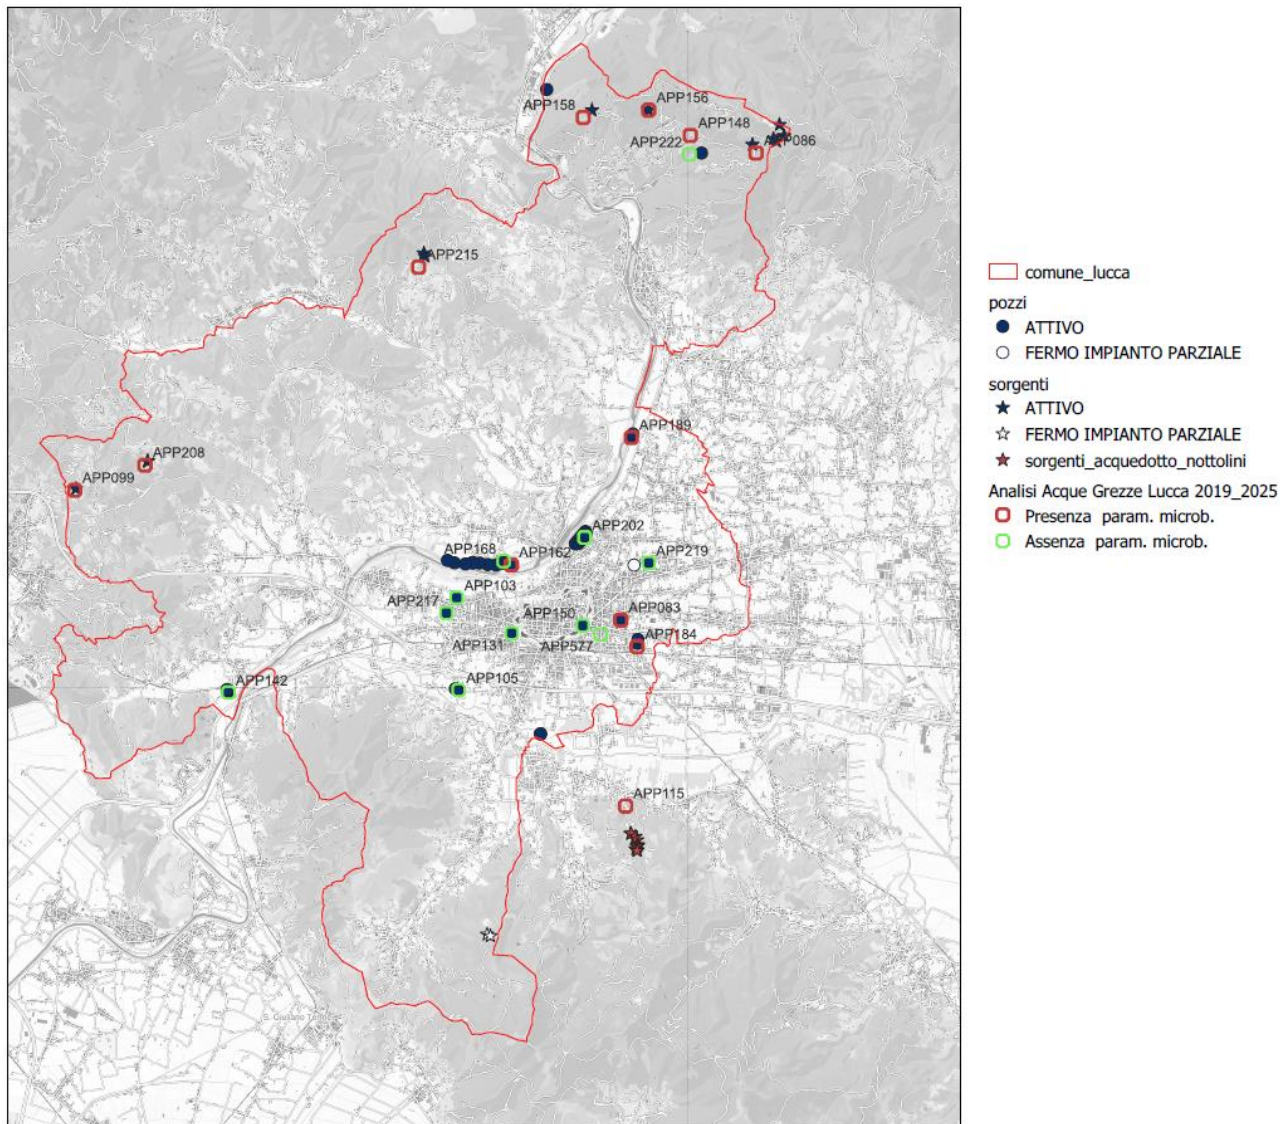 APP158
APP156
APP148
APP222
APP086
APP215
APP189
APP208
APP099
APP202
APP168
APP162
APP219
APP103
APP217
APP150
APP083
APP131
APP577
APP184
APP142
APP105
APP115
S. Giuliano Terme
comune_lucca
pozzi
ATTIVO
FERMO IMPIANTO PARZIALE
sorgenti
ATTIVO
FERMO IMPIANTO PARZIALE
sorgenti_acquedotto_nottolini
Analisi Acque Grezze Lucca 2019_2025
Presenza param. microb.
Assenza param. microb.